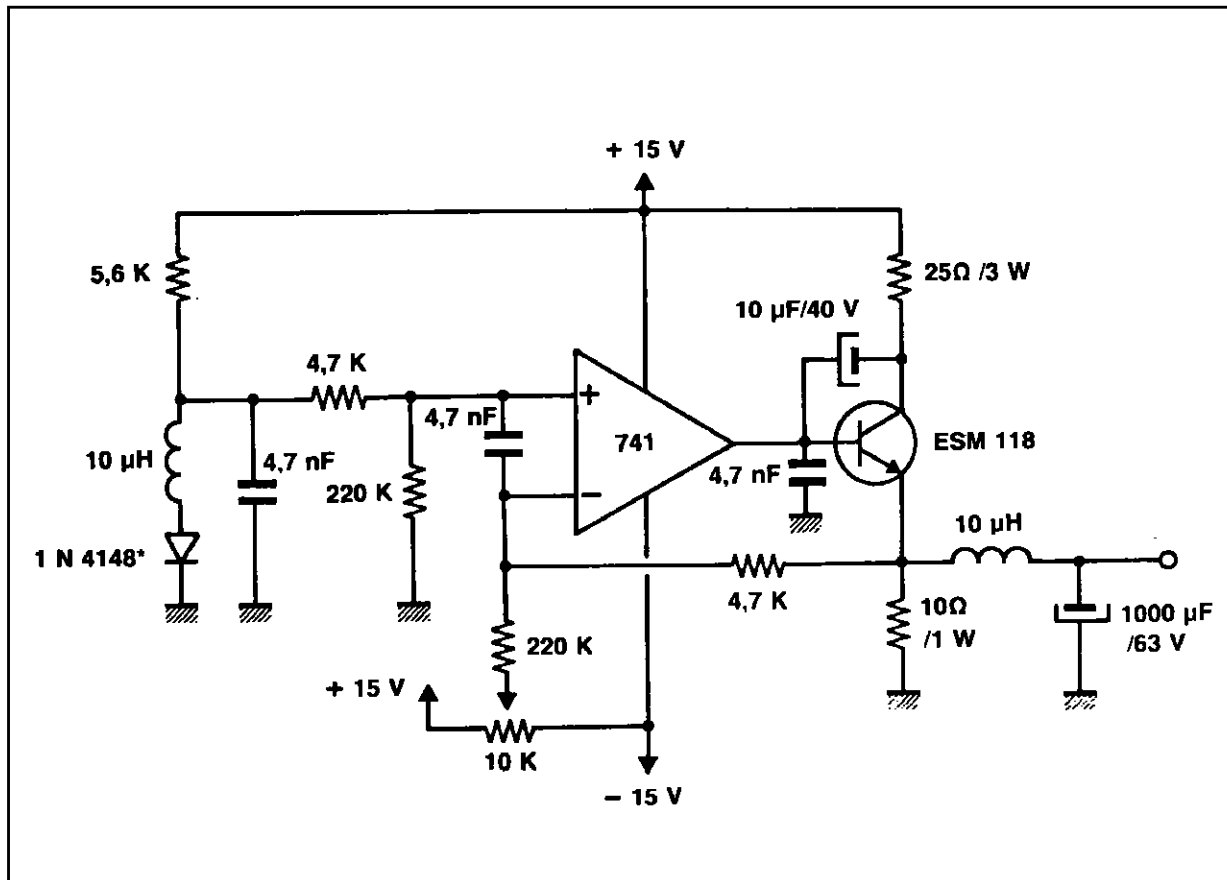 + 15 V
5,6 K
25Ω /3 W
10 µF/40 V
4,7 K
4,7 nF
+
741
ESM 118
10 µH
4,7 nF
220 K
4,7 nF
−
10 µH
1 N 4148*
4,7 K
10Ω
/1 W
1000 µF
/63 V
220 K
+ 15 V
10 K
− 15 V